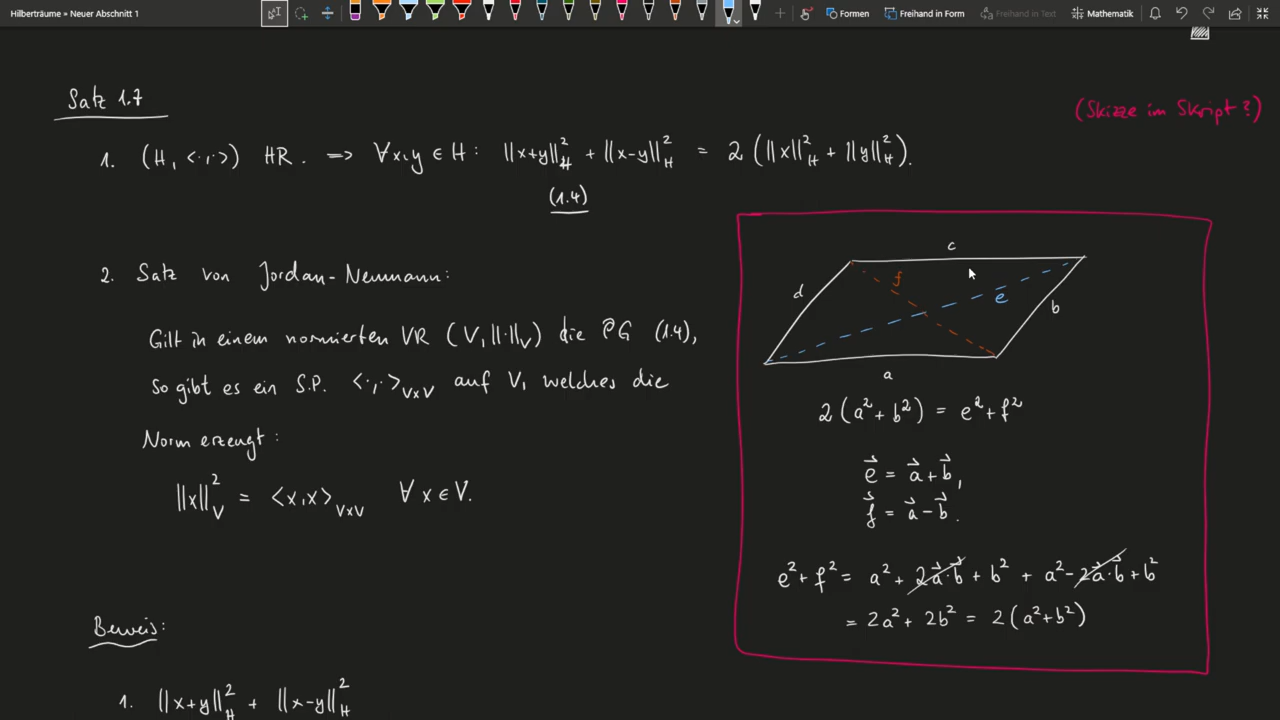 Hilberträume » Neuer Abschnitt 1
Formen
Freihand in Form
Freihand in Text
Mathematik
Satz 1.7
(Skizze im Skript?)
1. (H, <·,·>) HR. => ∀x,y ∈ H: ||x+y||²_H + ||x-y||²_H = 2 (||x||²_H + ||y||²_H).
(1.4)
2. Satz von Jordan-Neumann:
Gilt in einem normierten VR (V, ||·||_V) die PG (1.4),
so gibt es ein S.P. <·,·>_{V×V} auf V, welches die
Norm erzeugt:
||x||²_V = <x,x>_{V×V} ∀ x ∈ V.
c
d
f
e
b
a
2(a² + b²) = e² + f²
e⃗ = a⃗ + b⃗,
f⃗ = a⃗ - b⃗.
e² + f² = a² + 2a⃗·b⃗ + b² + a² - 2a⃗·b⃗ + b²
= 2a² + 2b² = 2(a² + b²)
Beweis:
1. ||x+y||²_H + ||x-y||²_H